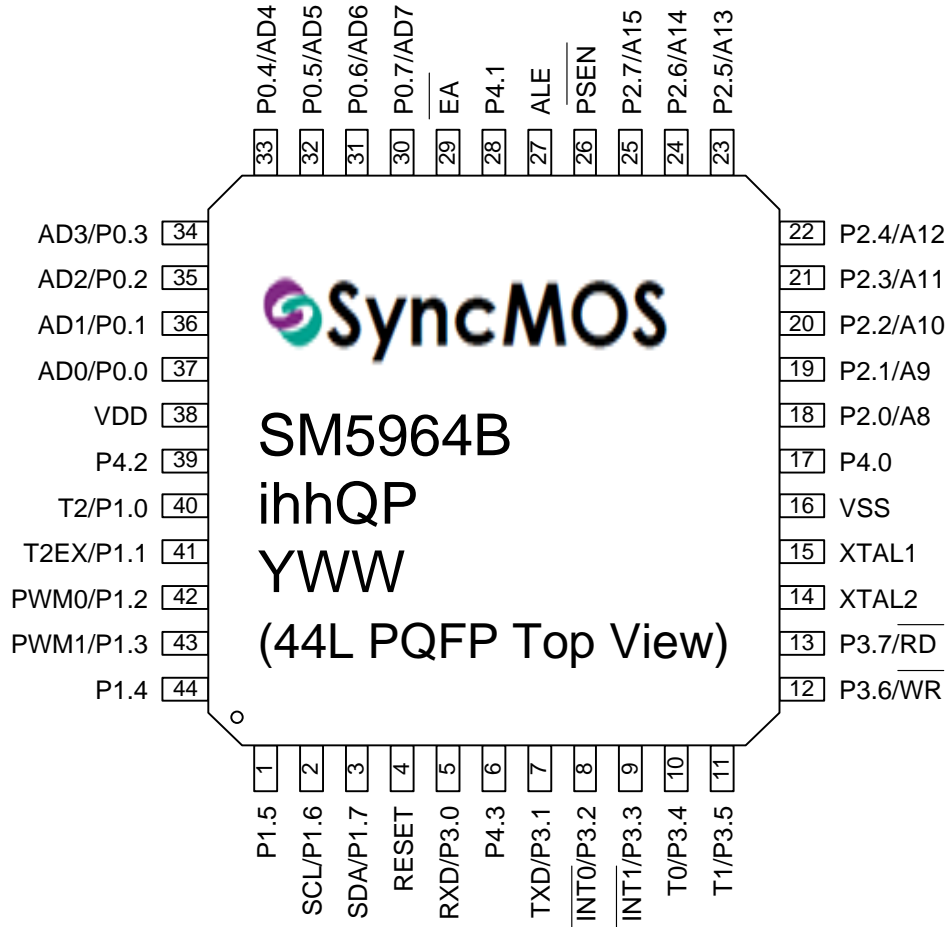 P0.4/AD4
P0.5/AD5
P0.6/AD6
P0.7/AD7
EA
P4.1
ALE
PSEN
P2.7/A15
P2.6/A14
P2.5/A13
33
32
31
30
29
28
27
26
25
24
23
AD3/P0.3 34
AD2/P0.2 35
AD1/P0.1 36
AD0/P0.0 37
VDD 38
P4.2 39
T2/P1.0 40
T2EX/P1.1 41
PWM0/P1.2 42
PWM1/P1.3 43
P1.4 44
SyncMOS
SM5964B
ihhQP
YWW
(44L PQFP Top View)
22 P2.4/A12
21 P2.3/A11
20 P2.2/A10
19 P2.1/A9
18 P2.0/A8
17 P4.0
16 VSS
15 XTAL1
14 XTAL2
13 P3.7/RD
12 P3.6/WR
1
2
3
4
5
6
7
8
9
10
11
P1.5
SCL/P1.6
SDA/P1.7
RESET
RXD/P3.0
P4.3
TXD/P3.1
INT0/P3.2
INT1/P3.3
T0/P3.4
T1/P3.5